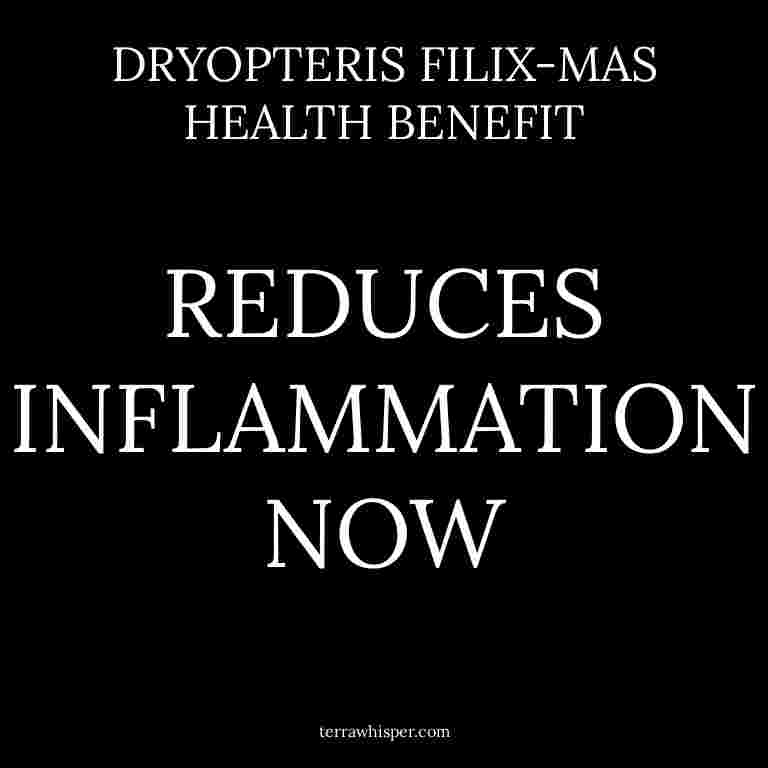 DRYOPTERIS FILIX-MAS
HEALTH BENEFIT
REDUCES
INFLAMMATION
NOW
terrawhisper.com